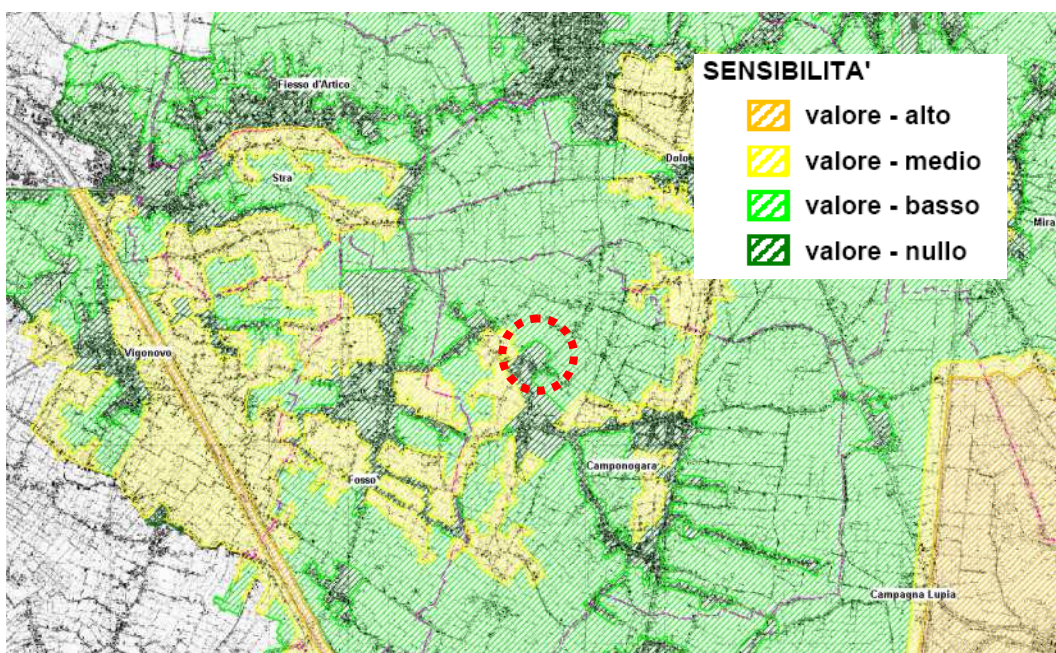 SENSIBILITA'
valore - alto
valore - medio
valore - basso
valore - nullo
Fiesso d'Artico
Stra
Dolo
Mira
Vigonovo
Fosso'
Camponogara
Campagna Lupia